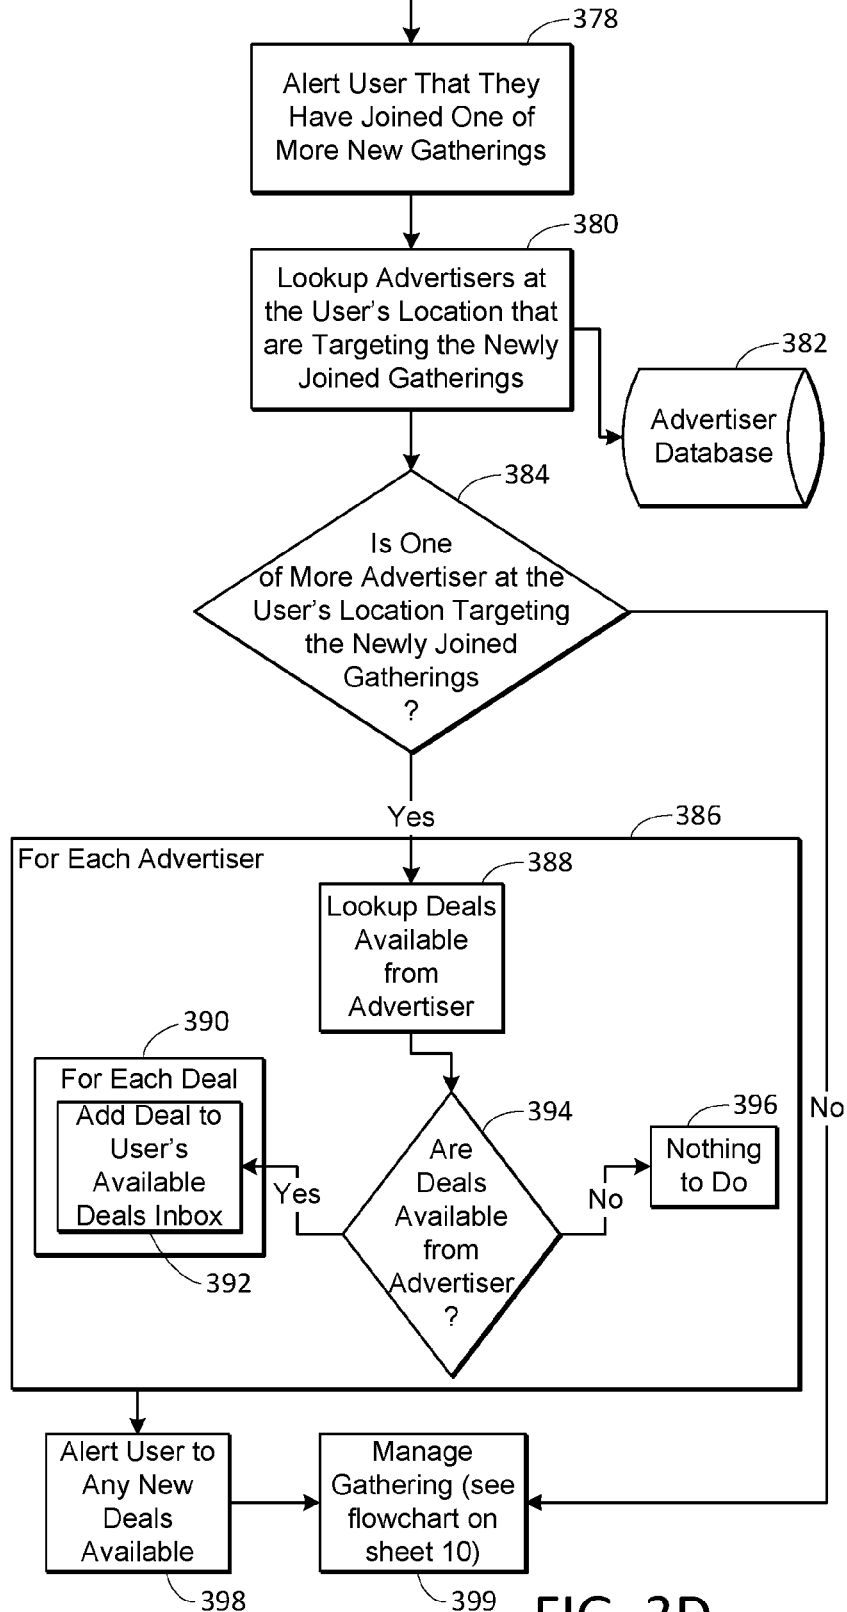 378
Alert User That They
Have Joined One of
More New Gatherings
380
Lookup Advertisers at
the User's Location that
are Targeting the Newly
Joined Gatherings
382
Advertiser
Database
384
Is One
of More Advertiser at the
User's Location Targeting
the Newly Joined
Gatherings
?
Yes
386
For Each Advertiser
388
Lookup Deals
Available
from
Advertiser
390
For Each Deal
Add Deal to
User's
Available
Deals Inbox
392
Yes
394
Are
Deals
Available
from
Advertiser
?
No
396
Nothing
to Do
No
Alert User to
Any New
Deals
Available
398
Manage
Gathering (see
flowchart on
sheet 10)
399